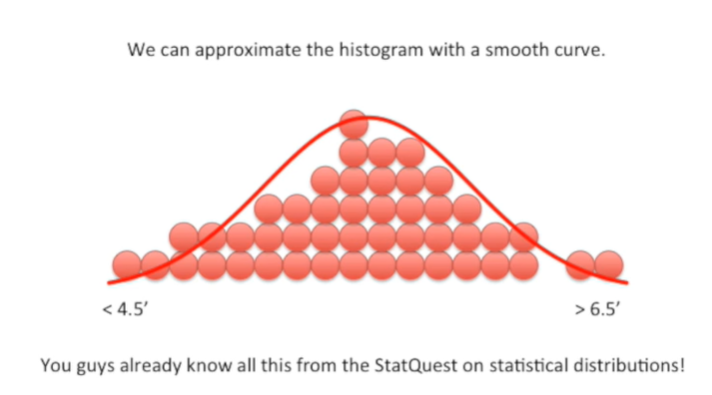 We can approximate the histogram with a smooth curve.
< 4.5′
> 6.5′
You guys already know all this from the StatQuest on statistical distributions!